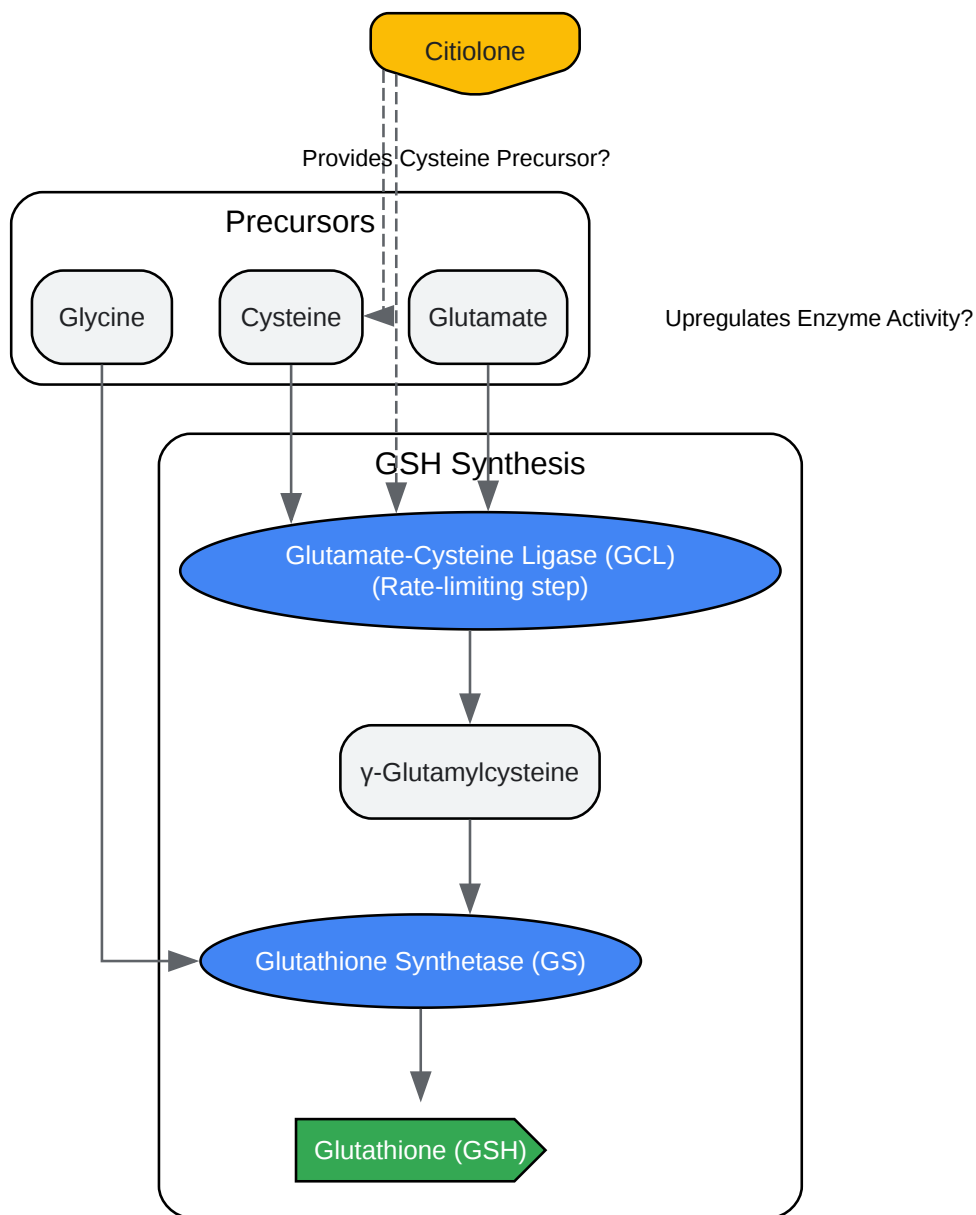 Citiolone
Provides Cysteine Precursor?
Precursors
Glycine
Cysteine
Glutamate
Upregulates Enzyme Activity?
GSH Synthesis
Glutamate-Cysteine Ligase (GCL)
(Rate-limiting step)
γ-Glutamylcysteine
Glutathione Synthetase (GS)
Glutathione (GSH)